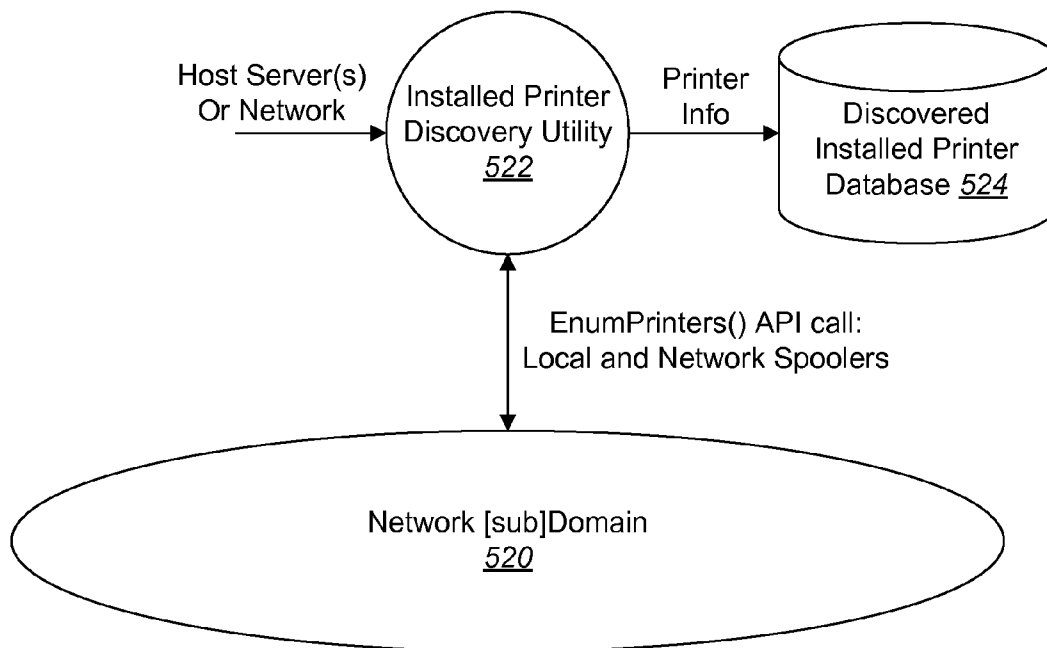 Host Server(s)
Or Network
Installed Printer
Discovery Utility
522
Printer
Info
Discovered
Installed Printer
Database 524
EnumPrinters() API call:
Local and Network Spoolers
Network [sub]Domain
520